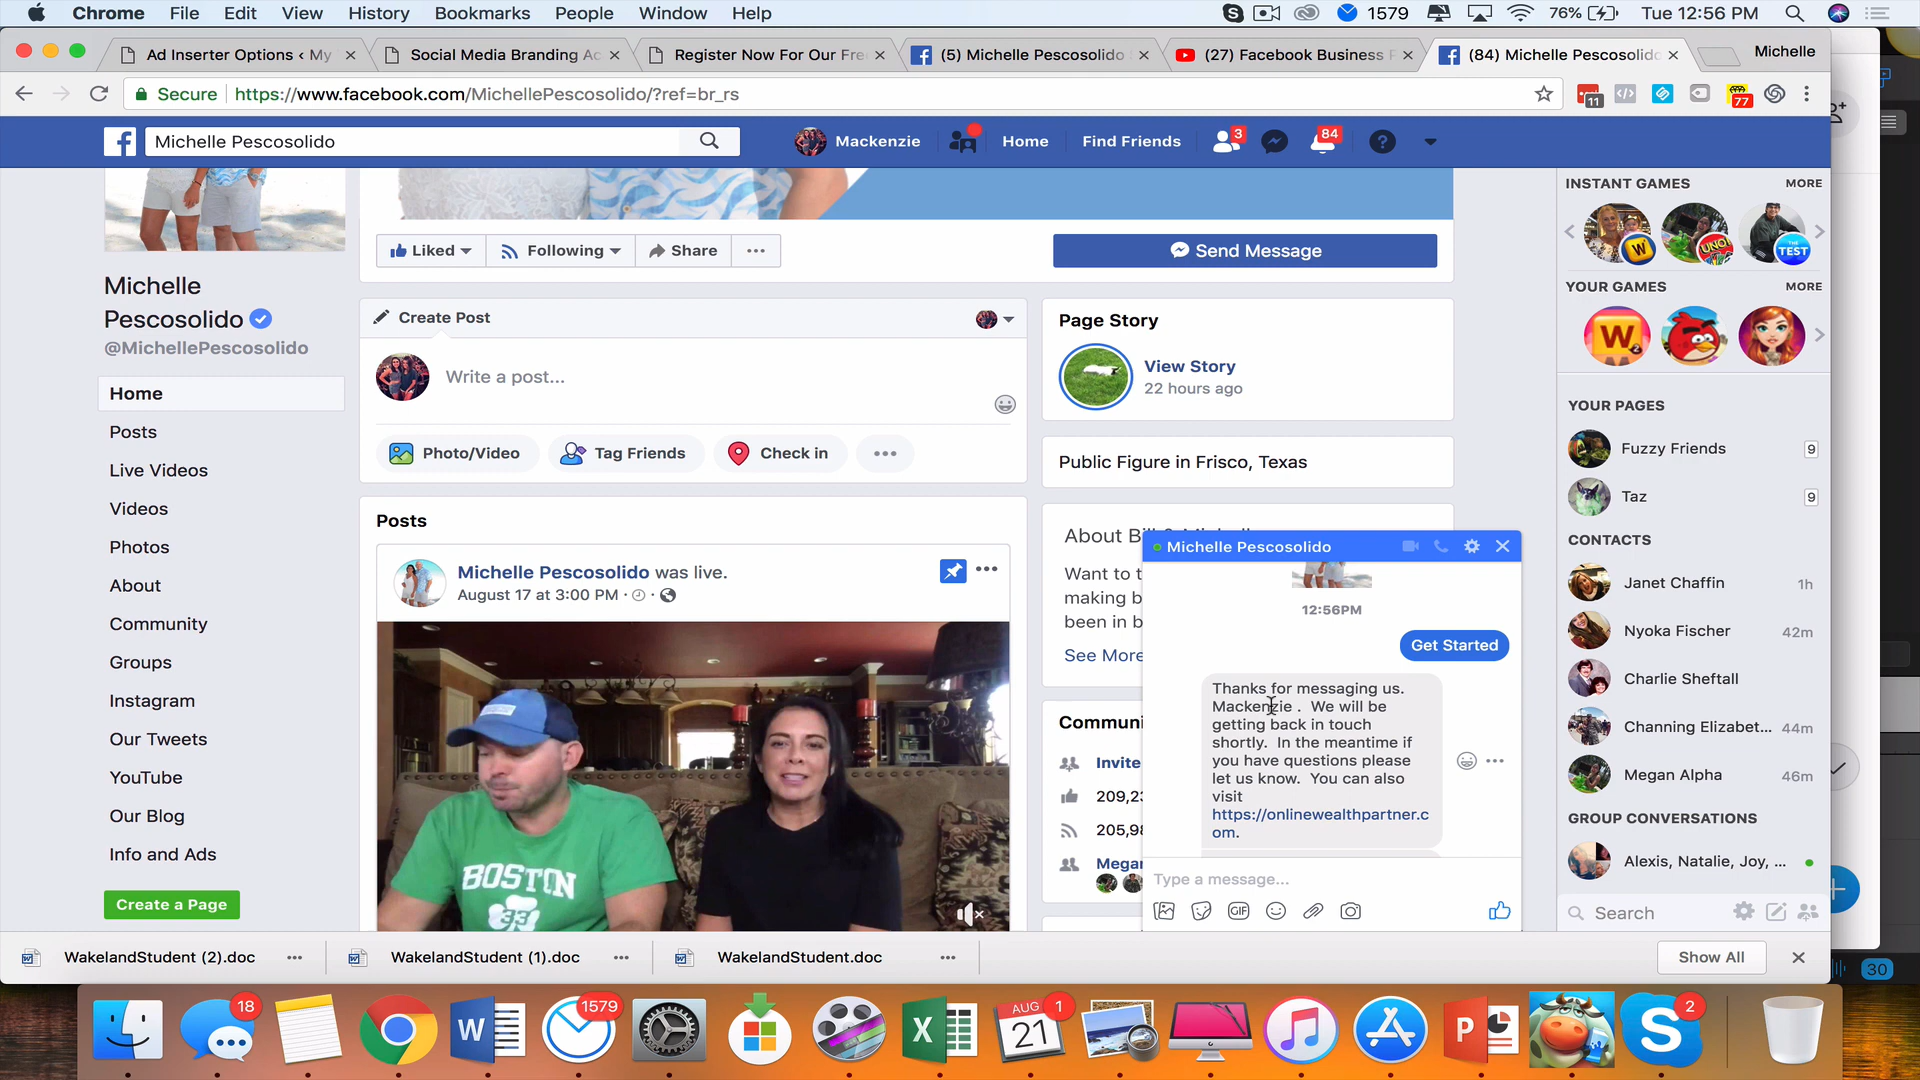 Chrome File Edit View History Bookmarks People Window Help
1579 76% Tue 12:56 PM
Ad Inserter Options ‹ My
Social Media Branding Ac
Register Now For Our Fre
(5) Michelle Pescosolido
(27) Facebook Business
(84) Michelle Pescosolido
Michelle
Secure https://www.facebook.com/MichellePescosolido/?ref=br_rs
11
77
Michelle Pescosolido
Mackenzie
Home
Find Friends
3
84
Liked
Following
Share
Send Message
Michelle
Pescosolido
@MichellePescosolido
Home
Posts
Live Videos
Videos
Photos
About
Community
Groups
Instagram
Our Tweets
YouTube
Our Blog
Info and Ads
Create a Page
Create Post
Write a post...
Photo/Video
Tag Friends
Check in
Posts
Michelle Pescosolido was live.
August 17 at 3:00 PM ·
BOSTON
33
Page Story
View Story
22 hours ago
Public Figure in Frisco, Texas
Want to t
making b
been in b
See More
Communi
Invite
209,23
205,98
Megan
Michelle Pescosolido
12:56PM
Get Started
Thanks for messaging us.
Mackenzie . We will be
getting back in touch
shortly. In the meantime if
you have questions please
let us know. You can also
visit
https://onlinewealthpartner.c
om.
Type a message...
GIF
INSTANT GAMES
MORE
W
UNO
THE
TEST
YOUR GAMES
MORE
W
2
YOUR PAGES
Fuzzy Friends 9
Taz 9
CONTACTS
Janet Chaffin 1h
Nyoka Fischer 42m
Charlie Sheftall
Channing Elizabet... 44m
Megan Alpha 46m
GROUP CONVERSATIONS
Alexis, Natalie, Joy, ...
Search
30
WakelandStudent (2).doc
WakelandStudent (1).doc
WakelandStudent.doc
Show All
18
W
1579
X
AUG
21
1
P
S
2